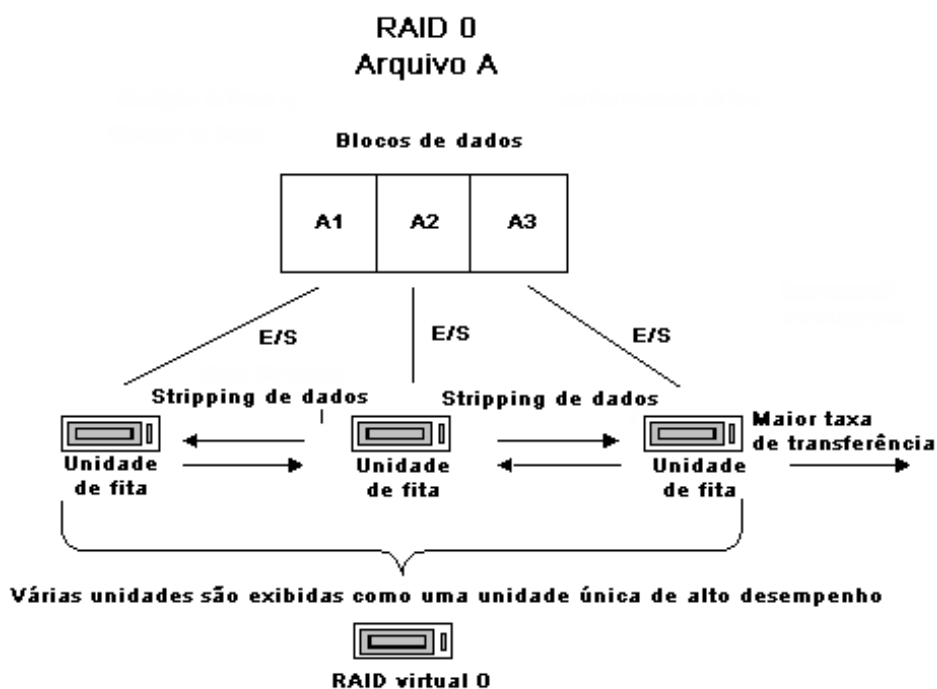 RAID 0
Arquivo A
Blocos de dados
A1 A2 A3
E/S E/S E/S
Stripping de dados Stripping de dados
Unidade
de fita
Unidade
de fita
Unidade
de fita
Maior taxa
de transferência
Várias unidades são exibidas como uma unidade única de alto desempenho
RAID virtual 0